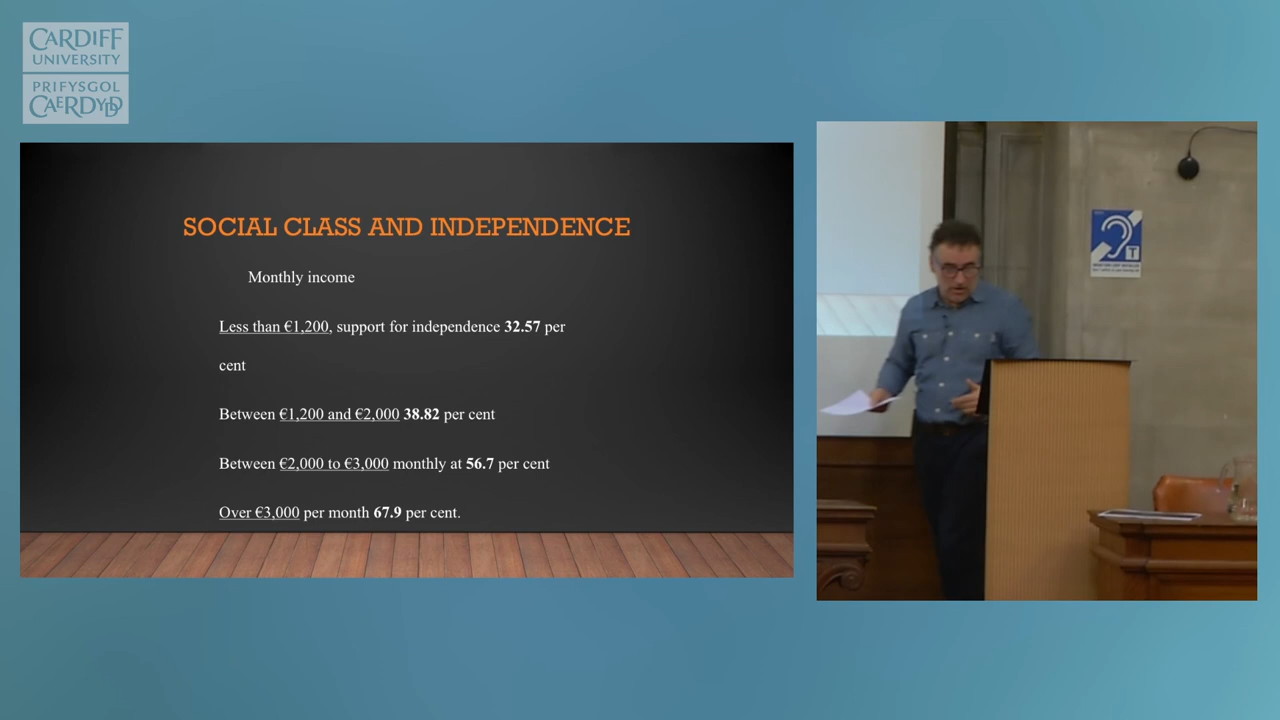 CARDIFF
UNIVERSITY
PRIFYSGOL
CAERDYDD
SOCIAL CLASS AND INDEPENDENCE
Monthly income
Less than €1,200, support for independence 32.57 per
cent
Between €1,200 and €2,000 38.82 per cent
Between €2,000 to €3,000 monthly at 56.7 per cent
Over €3,000 per month 67.9 per cent.
T